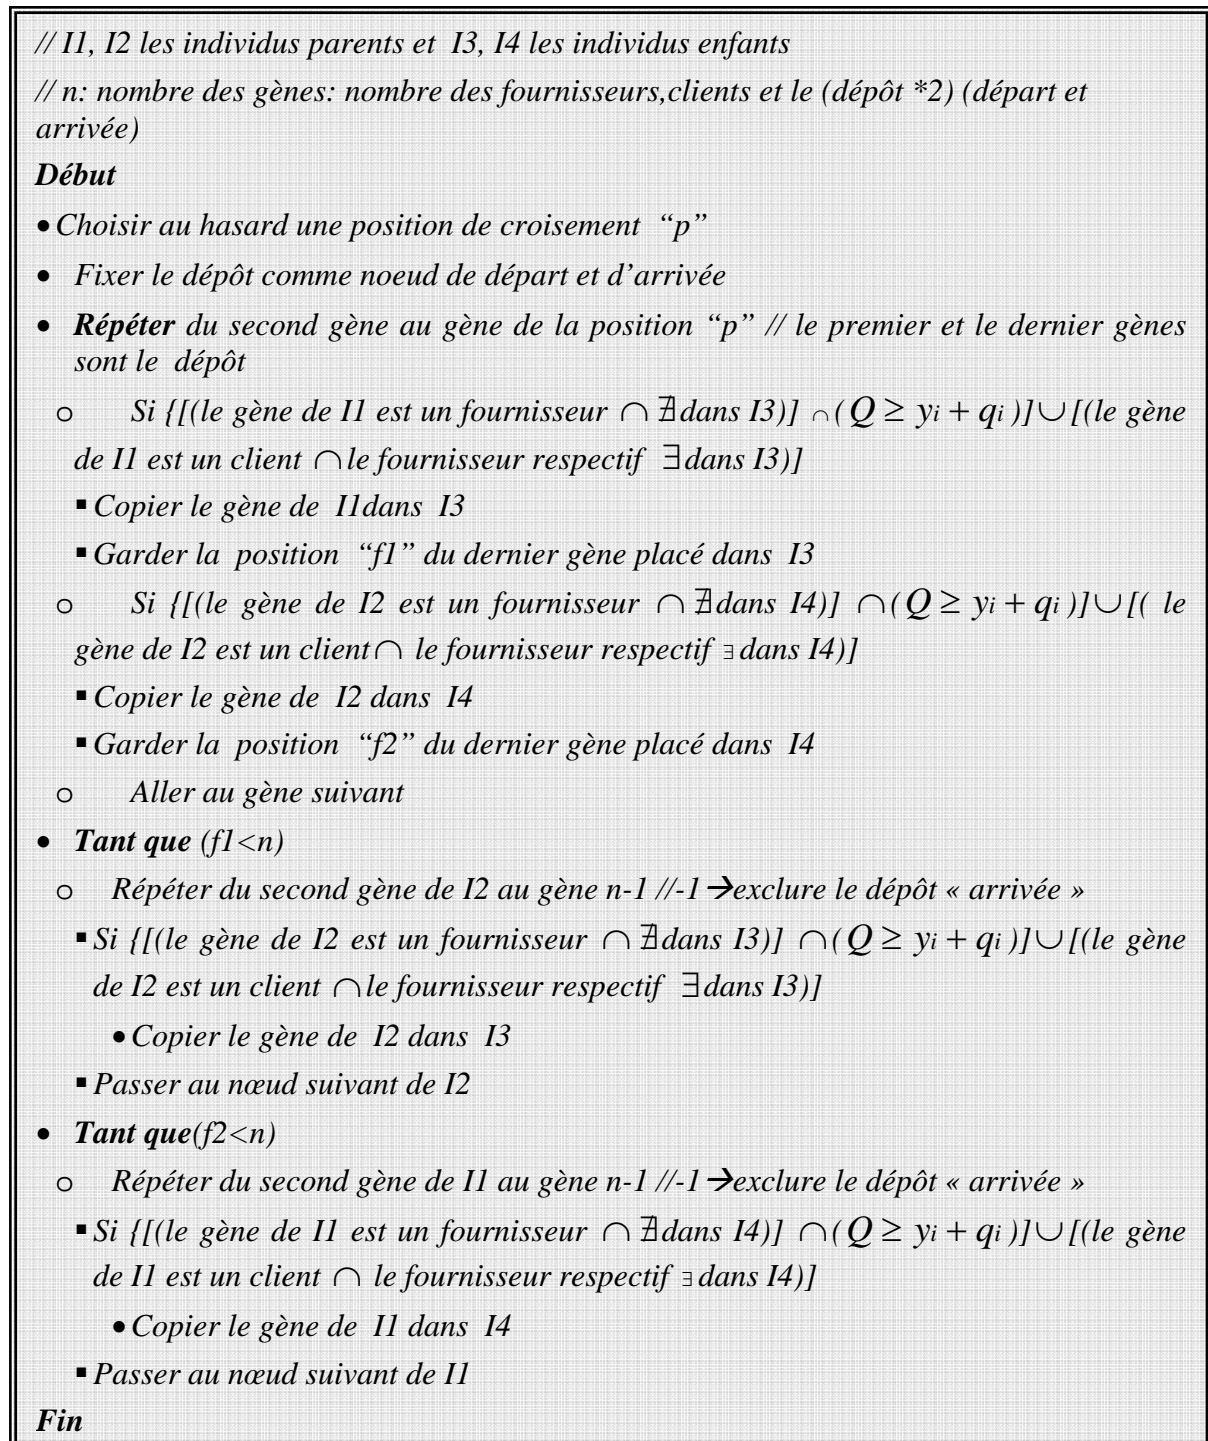 // I1, I2 les individus parents et I3, I4 les individus enfants
// n: nombre des gènes: nombre des fournisseurs,clients et le (dépôt *2) (départ et
arrivée)
Début
• Choisir au hasard une position de croisement “p”
• Fixer le dépôt comme noeud de départ et d’arrivée
• Répéter du second gène au gène de la position “p” // le premier et le dernier gènes
sont le dépôt
o Si {[(le gène de I1 est un fournisseur ∩ ∄ dans I3)] ∩ (Q ≥ yi + qi )]∪[(le gène
de I1 est un client ∩ le fournisseur respectif ∃ dans I3)]
▪ Copier le gène de I1dans I3
▪ Garder la position “f1” du dernier gène placé dans I3
o Si {[(le gène de I2 est un fournisseur ∩ ∄ dans I4)] ∩ (Q ≥ yi + qi )]∪[( le
gène de I2 est un client ∩ le fournisseur respectif ∃ dans I4)]
▪ Copier le gène de I2 dans I4
▪ Garder la position “f2” du dernier gène placé dans I4
o Aller au gène suivant
• Tant que (f1<n)
o Répéter du second gène de I2 au gène n-1 //-1→exclure le dépôt « arrivée »
▪ Si {[(le gène de I2 est un fournisseur ∩ ∄ dans I3)] ∩ (Q ≥ yi + qi )]∪[(le gène
de I2 est un client ∩ le fournisseur respectif ∃ dans I3)]
• Copier le gène de I2 dans I3
▪ Passer au nœud suivant de I2
• Tant que(f2<n)
o Répéter du second gène de I1 au gène n-1 //-1→exclure le dépôt « arrivée »
▪ Si {[(le gène de I1 est un fournisseur ∩ ∄ dans I4)] ∩ (Q ≥ yi + qi )]∪[(le gène
de I1 est un client ∩ le fournisseur respectif ∃ dans I4)]
• Copier le gène de I1 dans I4
▪ Passer au nœud suivant de I1
Fin